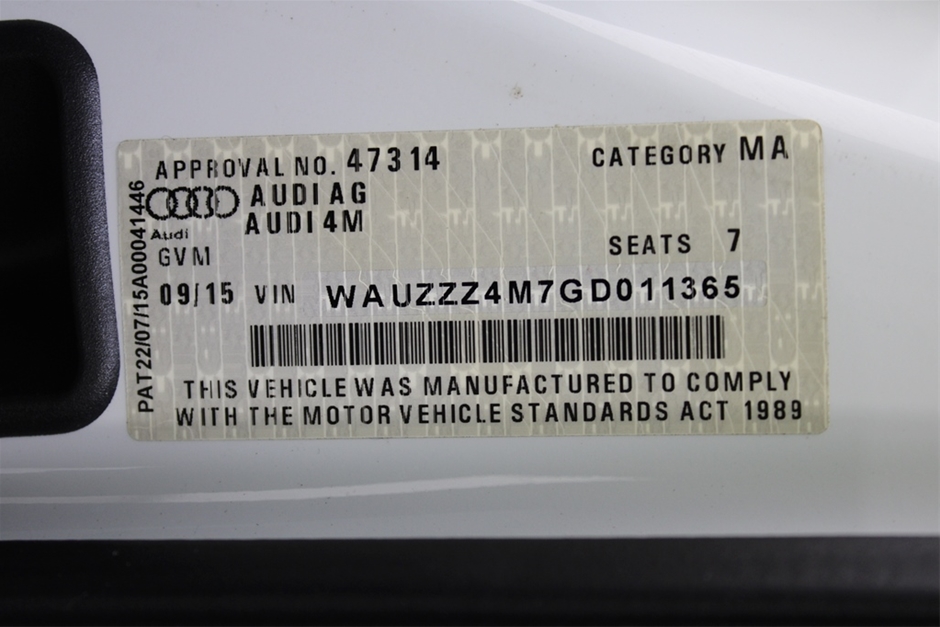 APPROVAL NO. 47314
CATEGORY MA
AUDI AG
AUDI 4M
Audi
SEATS 7
GVM
09/15 VIN WAUZZZ4M7GD011365
THIS VEHICLE WAS MANUFACTURED TO COMPLY
WITH THE MOTOR VEHICLE STANDARDS ACT 1989
PAT22/07/15A00041446